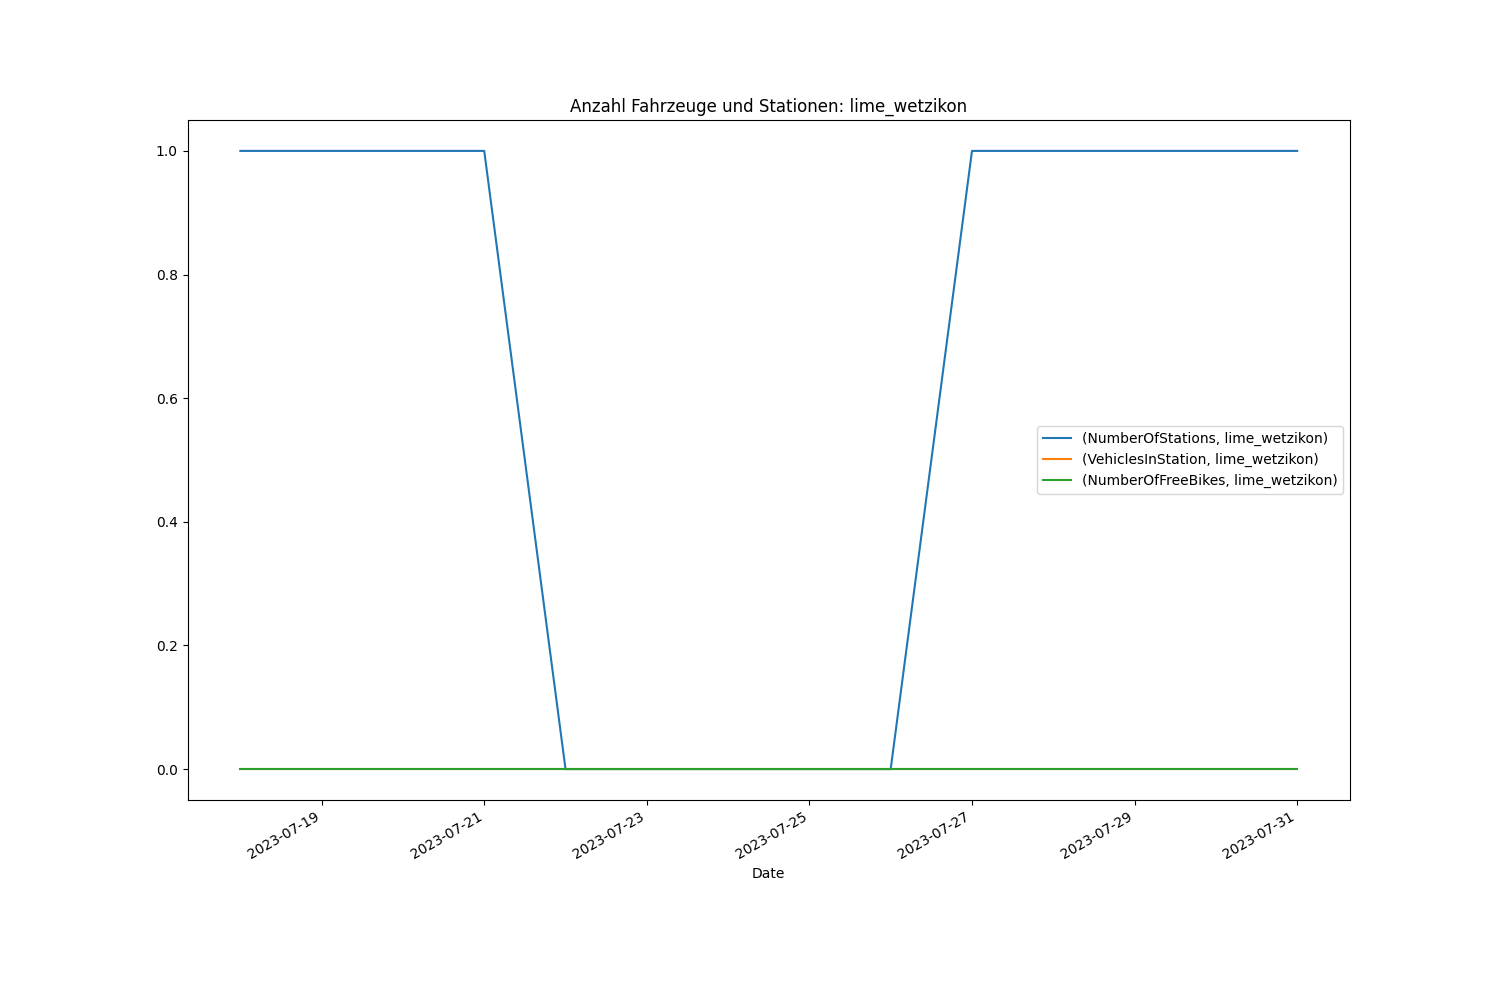 Anzahl Fahrzeuge und Stationen: lime_wetzikon
1.0
0.8
0.6
0.4
0.2
0.0
(NumberOfStations, lime_wetzikon)
(VehiclesInStation, lime_wetzikon)
(NumberOfFreeBikes, lime_wetzikon)
2023-07-19
2023-07-21
2023-07-23
2023-07-25
2023-07-27
2023-07-29
2023-07-31
Date